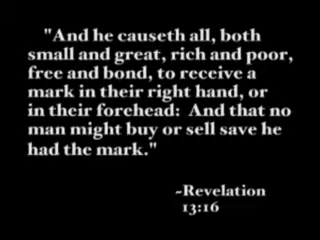 "And he causeth all, both
small and great, rich and poor,
free and bond, to receive a
mark in their right hand, or
in their forehead:  And that no
man might buy or sell save he
had the mark."
~Revelation
13:16